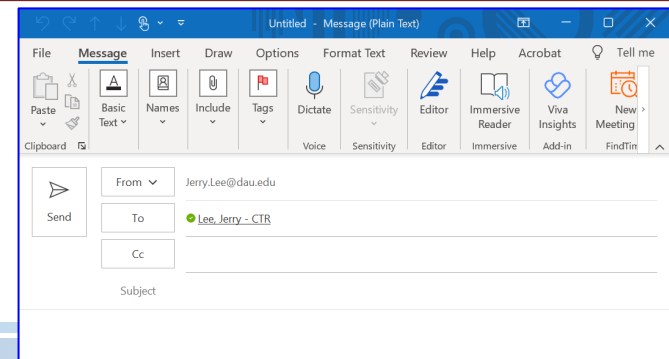 Untitled - Message (Plain Text)
File Message Insert Draw Options Format Text Review Help Acrobat Tell me
Paste Basic Text Names Include Tags Dictate Sensitivity Editor Immersive Reader Viva Insights New Meeting
Clipboard Voice Sensitivity Editor Immersive Add-in FindTim
Send
From Jerry.Lee@dau.edu
To Lee, Jerry - CTR
Cc
Subject